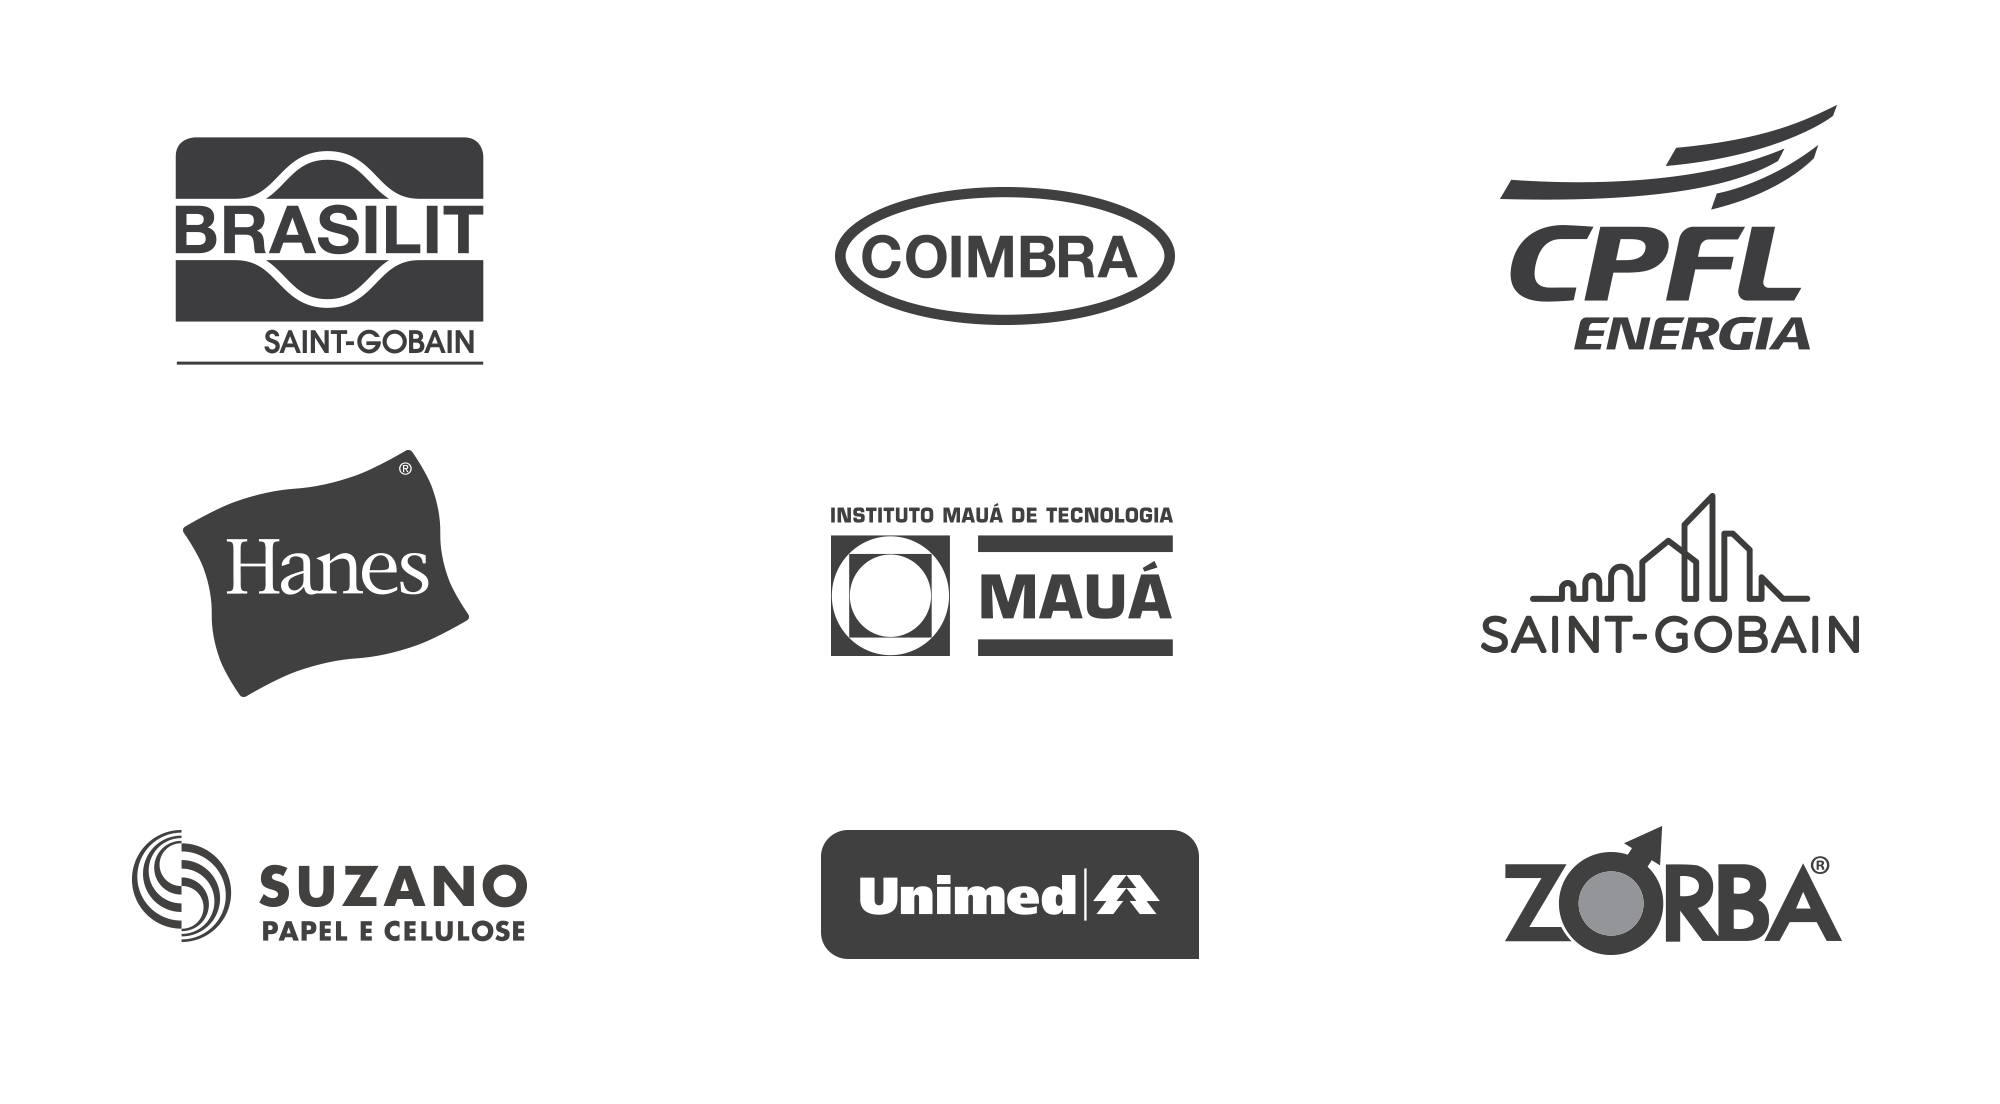 BRASILIT
SAINT-GOBAIN
COIMBRA
CPFL
ENERGIA
Hanes®
INSTITUTO MAUÁ DE TECNOLOGIA
MAUÁ
SAINT-GOBAIN
SUZANO
PAPEL E CELULOSE
Unimed
ZORBA®